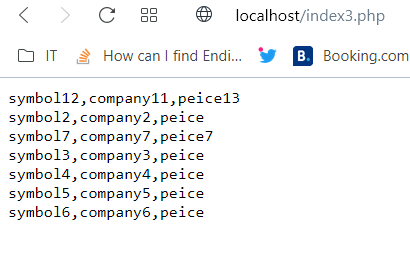 localhost/index3.php
IT How can I find Endi... B. Booking.com
symbol12,company11,peice13
symbol2,company2,peice
symbol7,company7,peice7
symbol3,company3,peice
symbol4,company4,peice
symbol5,company5,peice
symbol6,company6,peice